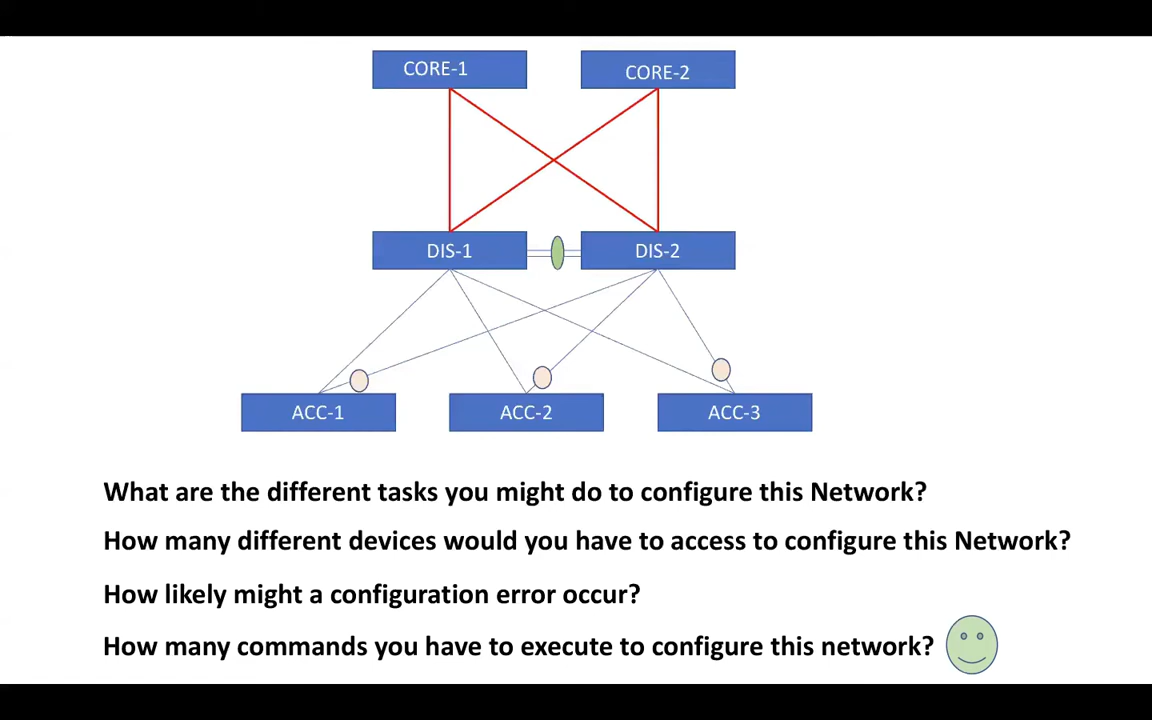 CORE-1
CORE-2
DIS-1
DIS-2
ACC-1
ACC-2
ACC-3
What are the different tasks you might do to configure this Network?
How many different devices would you have to access to configure this Network?
How likely might a configuration error occur?
How many commands you have to execute to configure this network?